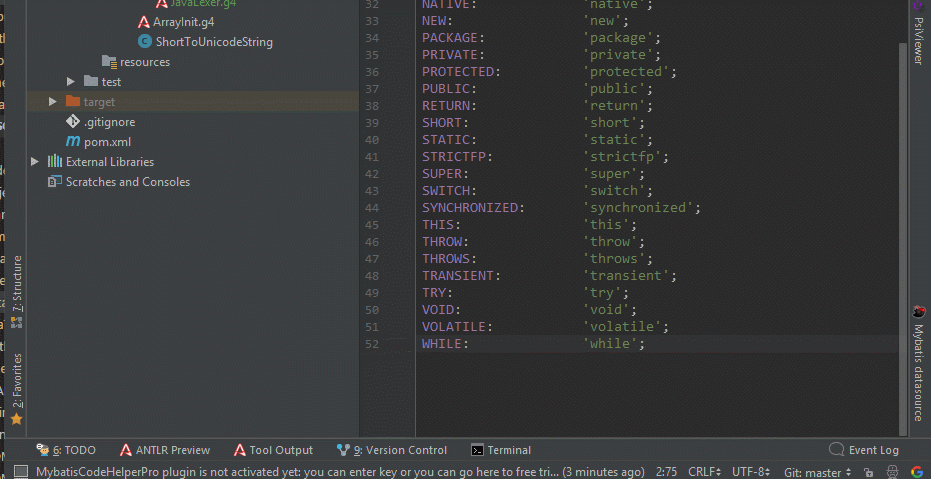 JavaLexer.g4
ArrayInit.g4
ShortToUnicodeString
resources
test
target
.gitignore
pom.xml
External Libraries
Scratches and Consoles
7: Structure
2: Favorites
32 NATIVE: 'native';
33 NEW: 'new';
34 PACKAGE: 'package';
35 PRIVATE: 'private';
36 PROTECTED: 'protected';
37 PUBLIC: 'public';
38 RETURN: 'return';
39 SHORT: 'short';
40 STATIC: 'static';
41 STRICTFP: 'strictfp';
42 SUPER: 'super';
43 SWITCH: 'switch';
44 SYNCHRONIZED: 'synchronized';
45 THIS: 'this';
46 THROW: 'throw';
47 THROWS: 'throws';
48 TRANSIENT: 'transient';
49 TRY: 'try';
50 VOID: 'void';
51 VOLATILE: 'volatile';
52 WHILE: 'while';
PsiViewer
Mybatis datasource
6: TODO ANTLR Preview Tool Output 9: Version Control Terminal Event Log
MybatisCodeHelperPro plugin is not activated yet: you can enter key or you can go here to free tri... (3 minutes ago) 2:75 CRLF UTF-8 Git: master